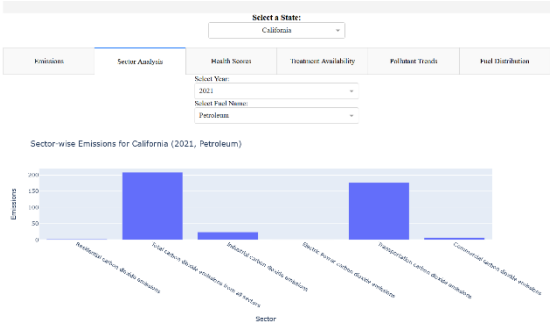 Select a State:
California
Emissions
Sector Analysis
Health Scores
Treatment Availability
Pollutant Trends
Fuel Distribution
Select Year:
2021
Select Fuel Name:
Petroleum
Sector-wise Emissions for California (2021, Petroleum)
Emissions
200
150
100
50
0
Residential carbon dioxide emissions
Total carbon dioxide emissions from all sectors
Industrial carbon dioxide emissions
Electric Power carbon dioxide emissions
Transportation carbon dioxide emissions
Commercial carbon dioxide emissions
Sector